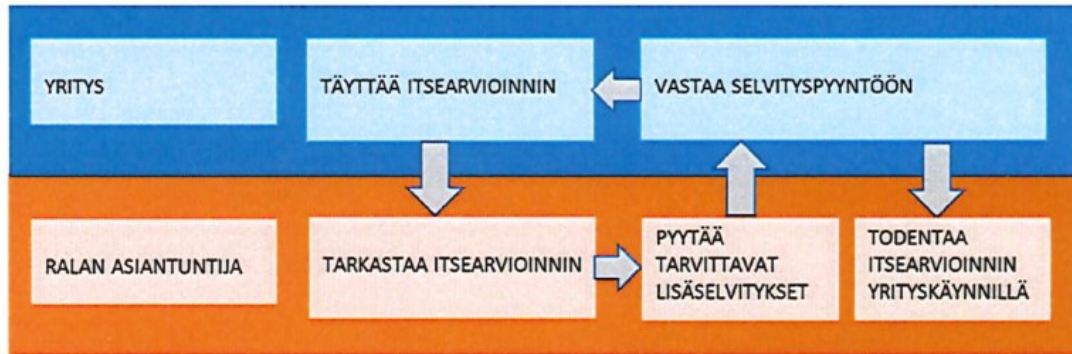 YRITYS
TÄYTTÄÄ ITSEARVIOINNIN
VASTAA SELVITYSPYYNTÖÖN
RALAN ASIANTUNTIJA
TARKASTAA ITSEARVIOINNIN
PYYTÄÄ
TARVITTAVAT
LISÄSELVITYKSET
TODENTAA
ITSEARVIOINNIN
YRITYSKÄYNNILLÄ